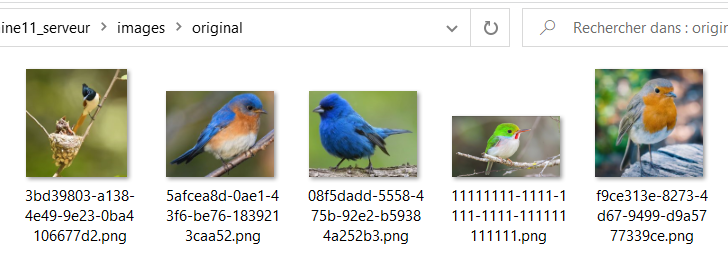 ine11_serveur > images > original
Rechercher dans : origin
3bd39803-a138-
4e49-9e23-0ba4
106677d2.png
5afcea8d-0ae1-4
3f6-be76-183921
3caa52.png
08f5dadd-5558-4
75b-92e2-b5938
4a252b3.png
11111111-1111-1
111-1111-111111
111111.png
f9ce313e-8273-4
d67-9499-d9a57
77339ce.png